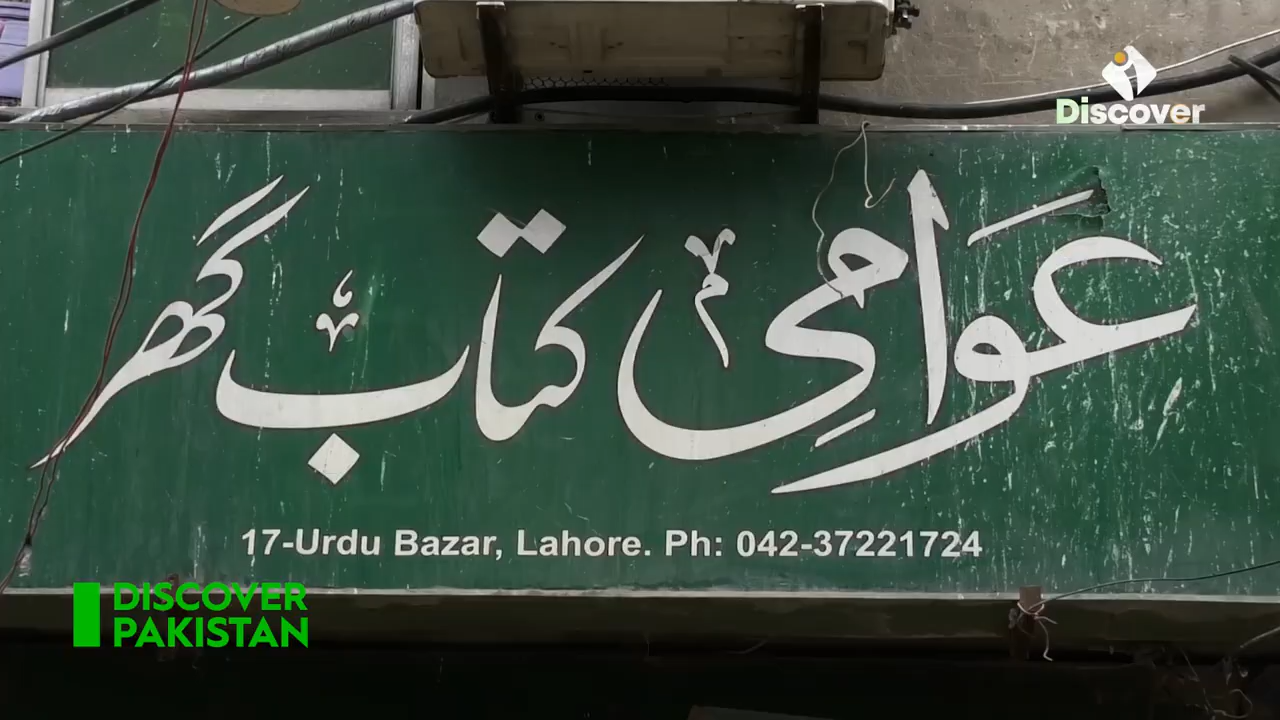 Discover
عوامی کتاب گھر
17-Urdu Bazar, Lahore. Ph: 042-37221724
DISCOVER
PAKISTAN